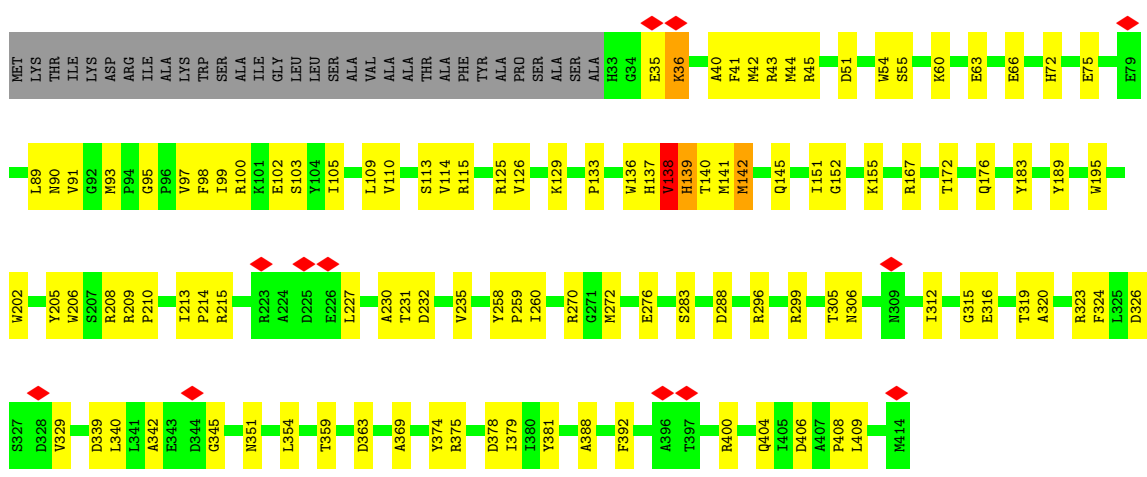 MET LYS THR ILE LYS ASP ARG ILE ALA LYS TRP SER ALA ILE GLY LEU LEU SER ALA VAL ALA ALA THR ALA PHE TYR ALA PRO SER ALA SER ALA H33 G34 E35 K36 A40 F41 M42 R43 M44 R45 D51 W54 S55 K60 E63 E66 H72 E75 E79
L89 N90 V91 G92 M93 P94 G95 P96 V97 F98 I99 R100 K101 E102 S103 Y104 I105 L109 V110 S113 V114 R115 R125 V126 K129 P133 W136 H137 V138 H139 T140 M141 M142 Q145 I151 G152 K155 R167 T172 Q176 Y183 Y189 W195
W202 Y205 W206 S207 R208 R209 P210 I213 P214 R215 R223 A224 D225 E226 L227 A230 T231 D232 V235 Y258 P259 I260 R270 G271 M272 E276 S283 D288 R296 R299 T305 N306 N309 I312 G315 E316 T319 A320 R323 F324 L325 D326
S327 D328 V329 D339 L340 L341 A342 E343 D344 G345 N351 L354 T359 D363 A369 Y374 R375 D378 I379 I380 Y381 A388 F392 A396 T397 R400 Q404 I405 D406 A407 P408 L409 M414